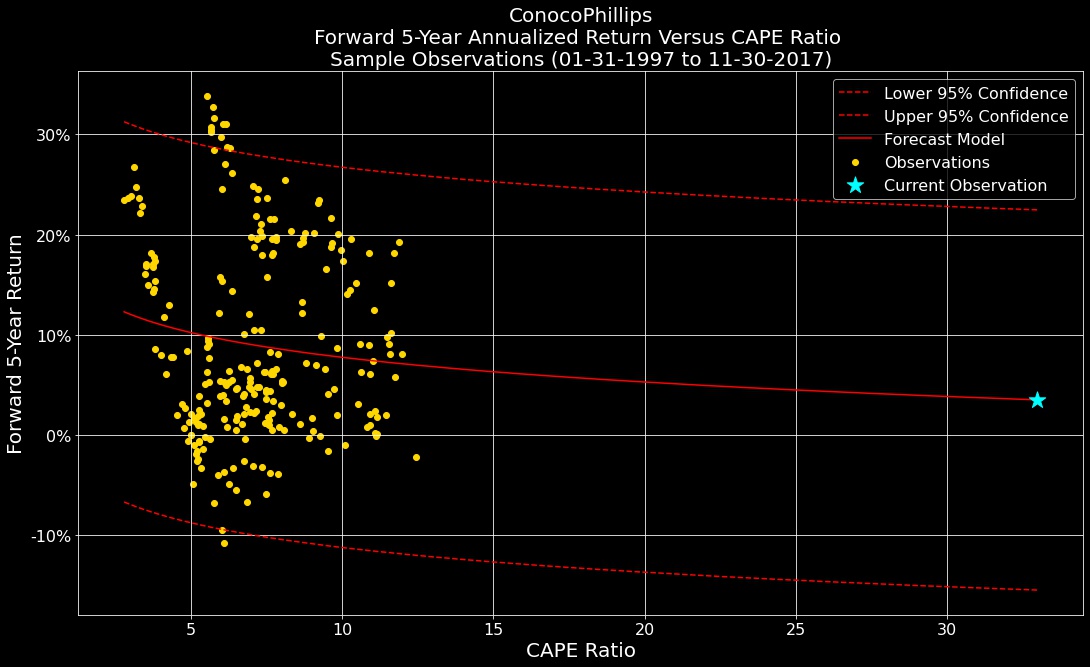 ConocoPhillips
Forward 5-Year Annualized Return Versus CAPE Ratio
Sample Observations (01-31-1997 to 11-30-2017)
Lower 95% Confidence
Upper 95% Confidence
Forecast Model
Observations
Current Observation
Forward 5-Year Return
30%
20%
10%
0%
-10%
5
10
15
20
25
30
CAPE Ratio